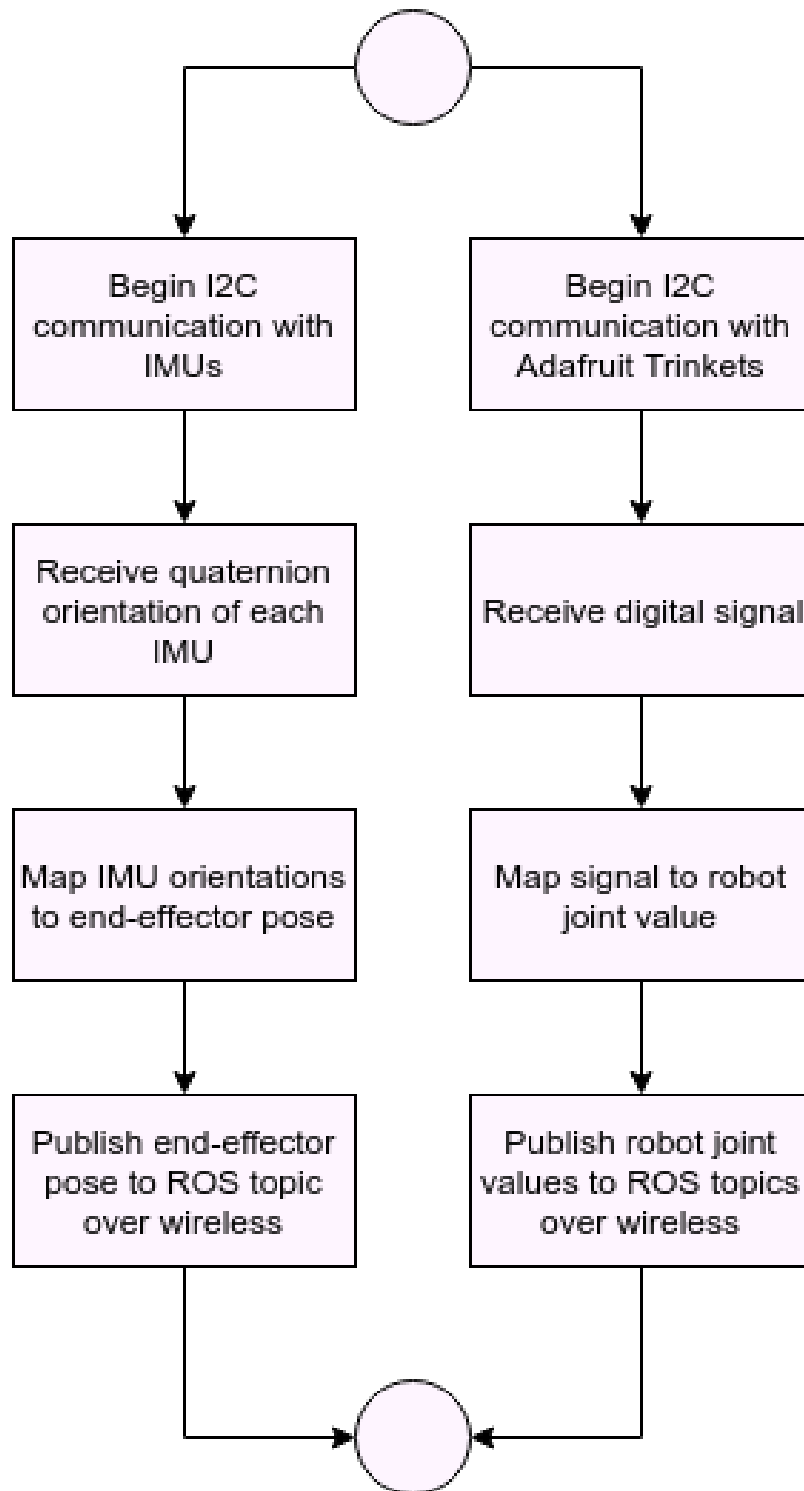 Begin I2C
communication with
IMUs
Begin I2C
communication with
Adafruit Trinkets
Receive quaternion
orientation of each
IMU
Receive digital signal
Map IMU orientations
to end-effector pose
Map signal to robot
joint value
Publish end-effector
pose to ROS topic
over wireless
Publish robot joint
values to ROS topics
over wireless